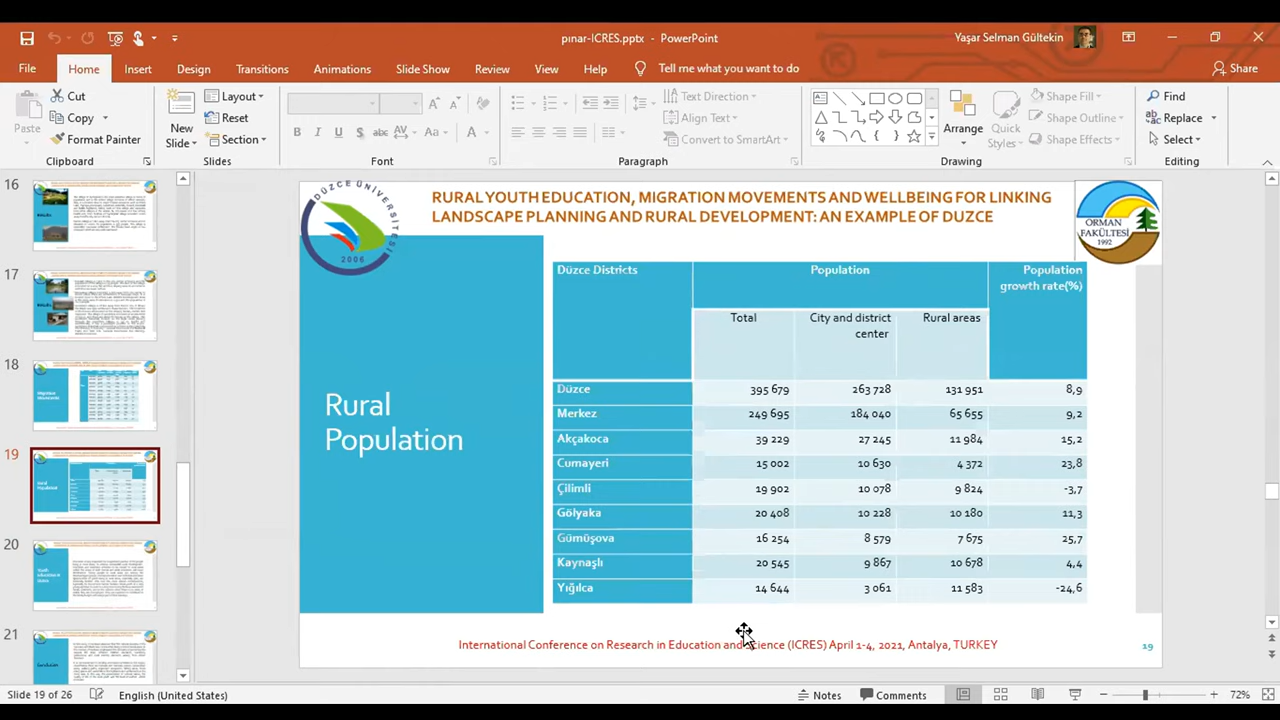 pınar-ICRES.pptx - PowerPoint
Yaşar Selman Gültekin
File Home Insert Design Transitions Animations Slide Show Review View Help Tell me what you want to do Share
Paste
Cut
Copy
Format Painter
Clipboard
New Slide
Layout
Reset
Section
Slides
Font
Text Direction
Align Text
Convert to SmartArt
Paragraph
Arrange
Quick Styles
Shape Fill
Shape Outline
Shape Effects
Drawing
Find
Replace
Select
Editing
16
17
18
19
20
21
DÜZCE ÜNİVERSİTESİ
2006
RURAL YOUTH EDUCATION, MIGRATION MOVEMENTS AND WELLBEING: LINKING
LANDSCAPE PLANNING AND RURAL DEVELOPMENT, AN EXAMPLE OF DUZCE
ORMAN
FAKÜLTESİ
1992
Rural
Population
Düzce Districts Population Population
growth rate(%)
Total City and district Rural areas
center
Düzce 395 679 263 728 131 951 8,9
Merkez 249 695 184 040 65 655 9,2
Akçakoca 39 229 27 245 11 984 15,2
Cumayeri 15 002 10 630 4 372 23,8
Çilimli 19 902 10 078 9 824 -3,7
Gölyaka 20 408 10 228 10 180 11,3
Gümüşova 16 254 8 579 7 675 25,7
Kaynaşlı 20 545 9 867 10 678 4,4
Yığılca 14 644 3 061 11 583 -24,6
International Conference on Research in Education and Science April 1-4, 2021, Antalya, TURKEY
19
Slide 19 of 26 English (United States) Notes Comments 72%